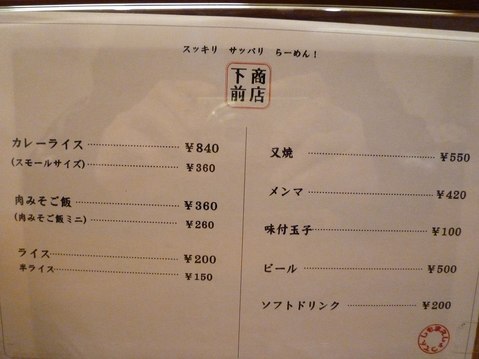 スッキリ サッパリ らーめん!
下前商店
カレーライス ¥840
(スモールサイズ) ¥360
肉みそご飯 ¥360
(肉みそご飯ミニ) ¥260
ライス ¥200
半ライス ¥150
叉焼 ¥550
メンマ ¥420
味付玉子 ¥100
ビール ¥500
ソフトドリンク ¥200